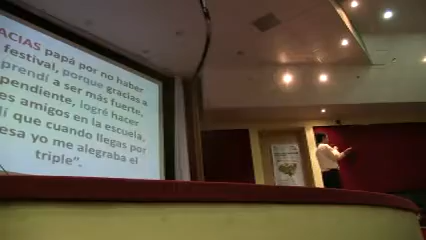 ACIAS papá por no haber
festival, porque gracias a
prendí a ser más fuerte,
pendiente, logré hacer
es amigos en la escuela,
lí que cuando llegas por
esa yo me alegraba el
triple".